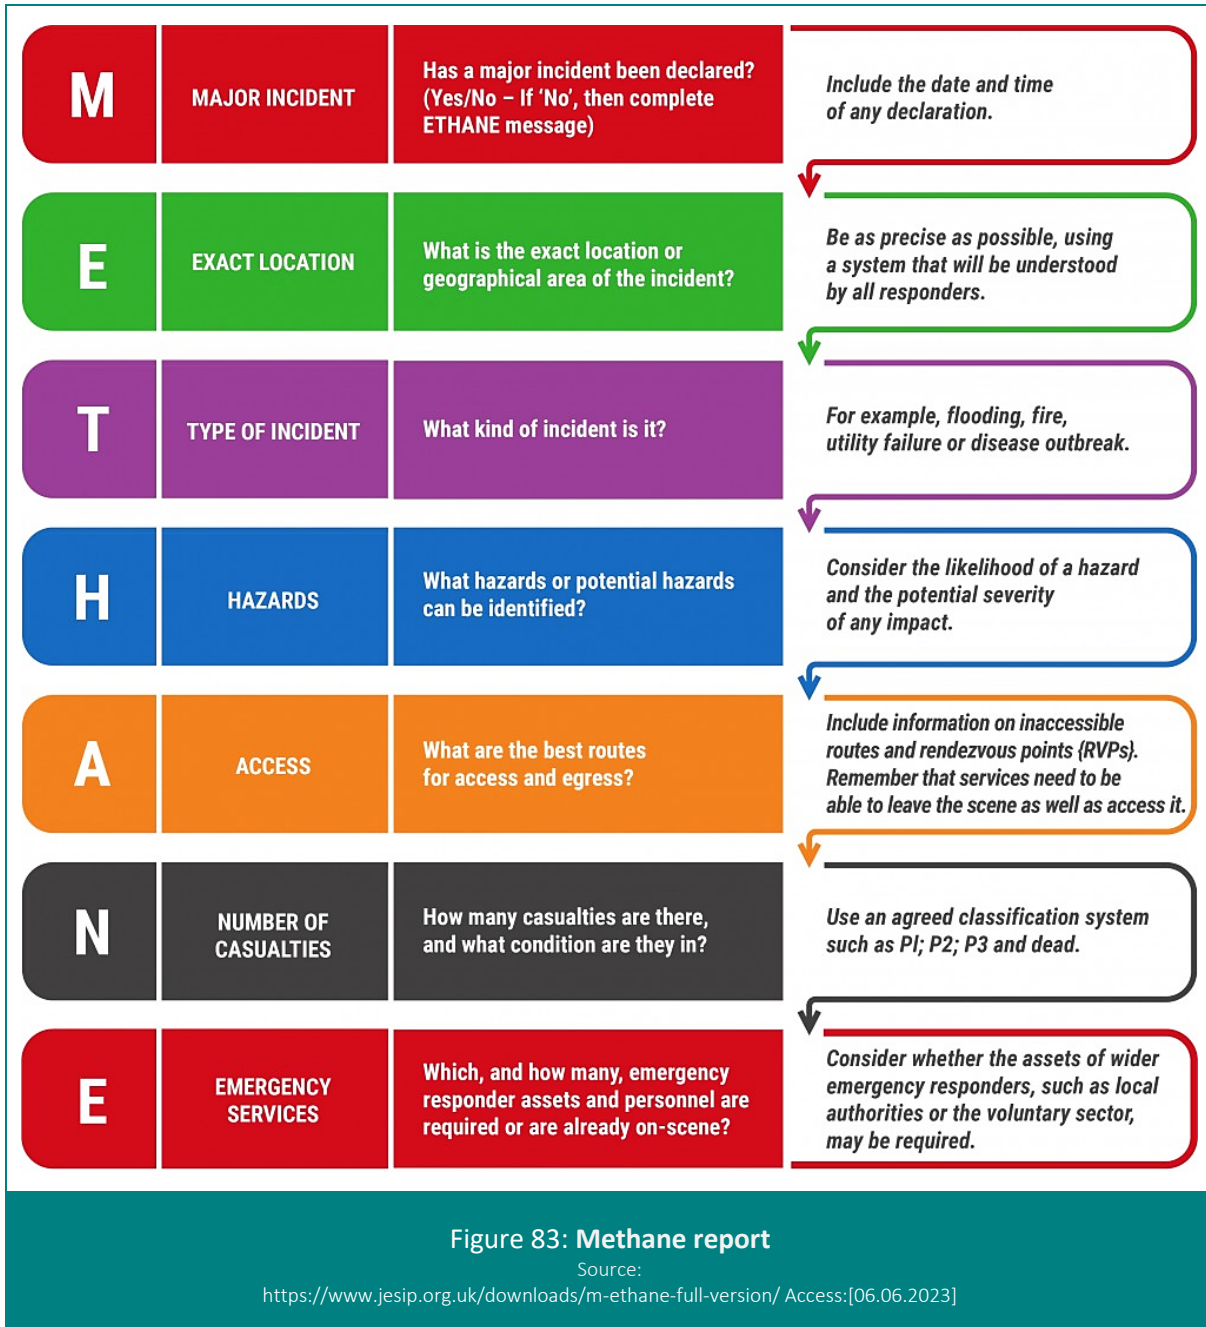 M
MAJOR INCIDENT
Has a major incident been declared?
(Yes/No – If ‘No’, then complete
ETHANE message)
Include the date and time
of any declaration.
E
EXACT LOCATION
What is the exact location or
geographical area of the incident?
Be as precise as possible, using
a system that will be understood
by all responders.
T
TYPE OF INCIDENT
What kind of incident is it?
For example, flooding, fire,
utility failure or disease outbreak.
H
HAZARDS
What hazards or potential hazards
can be identified?
Consider the likelihood of a hazard
and the potential severity
of any impact.
A
ACCESS
What are the best routes
for access and egress?
Include information on inaccessible
routes and rendezvous points {RVPs}.
Remember that services need to be
able to leave the scene as well as access it.
N
NUMBER OF
CASUALTIES
How many casualties are there,
and what condition are they in?
Use an agreed classification system
such as Pl; P2; P3 and dead.
E
EMERGENCY
SERVICES
Which, and how many, emergency
responder assets and personnel are
required or are already on-scene?
Consider whether the assets of wider
emergency responders, such as local
authorities or the voluntary sector,
may be required.
Figure 83: Methane report
Source:
https://www.jesip.org.uk/downloads/m-ethane-full-version/ Access:[06.06.2023]